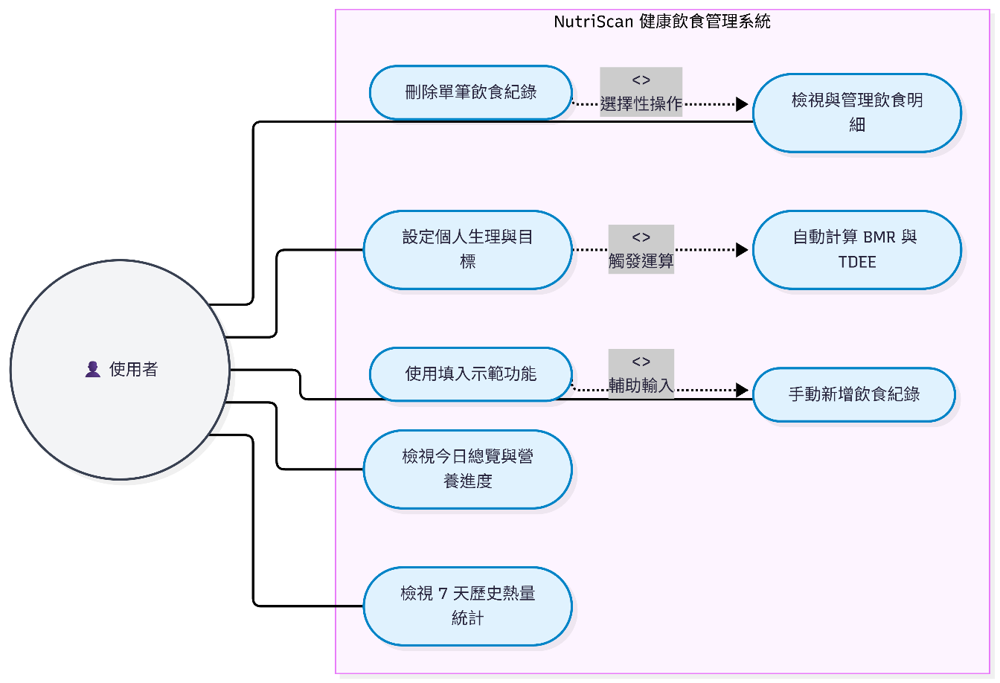 NutriScan 健康飲食管理系統
刪除單筆飲食紀錄
<>
選擇性操作
檢視與管理飲食明
細
設定個人生理與目
標
<>
觸發運算
自動計算 BMR 與
TDEE
使用者
使用填入示範功能
<>
輔助輸入
手動新增飲食紀錄
檢視今日總覽與營
養進度
檢視 7 天歷史熱量
統計